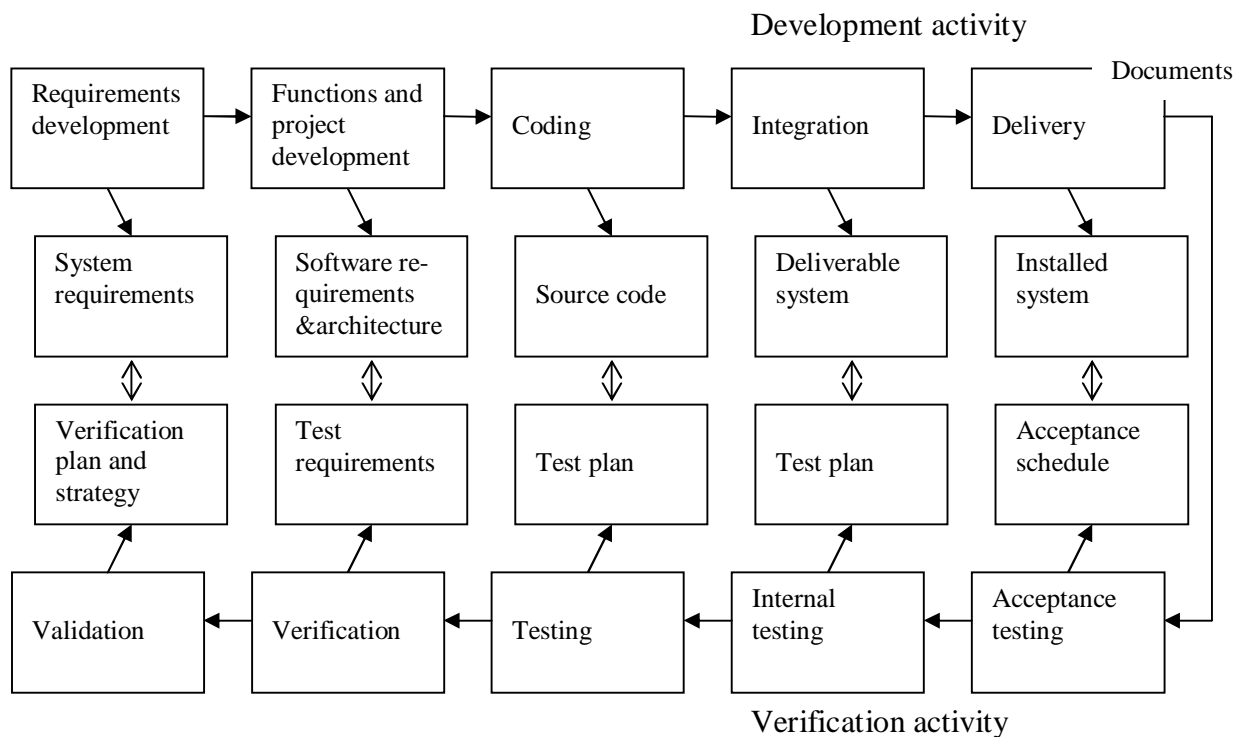 Development activity
Documents
Requirements
development
Functions and
project
development
Coding
Integration
Delivery
System
requirements
Software re-
quirements
&architecture
Source code
Deliverable
system
Installed
system
Verification
plan and
strategy
Test
requirements
Test plan
Test plan
Acceptance
schedule
Validation
Verification
Testing
Internal
testing
Acceptance
testing
Verification activity